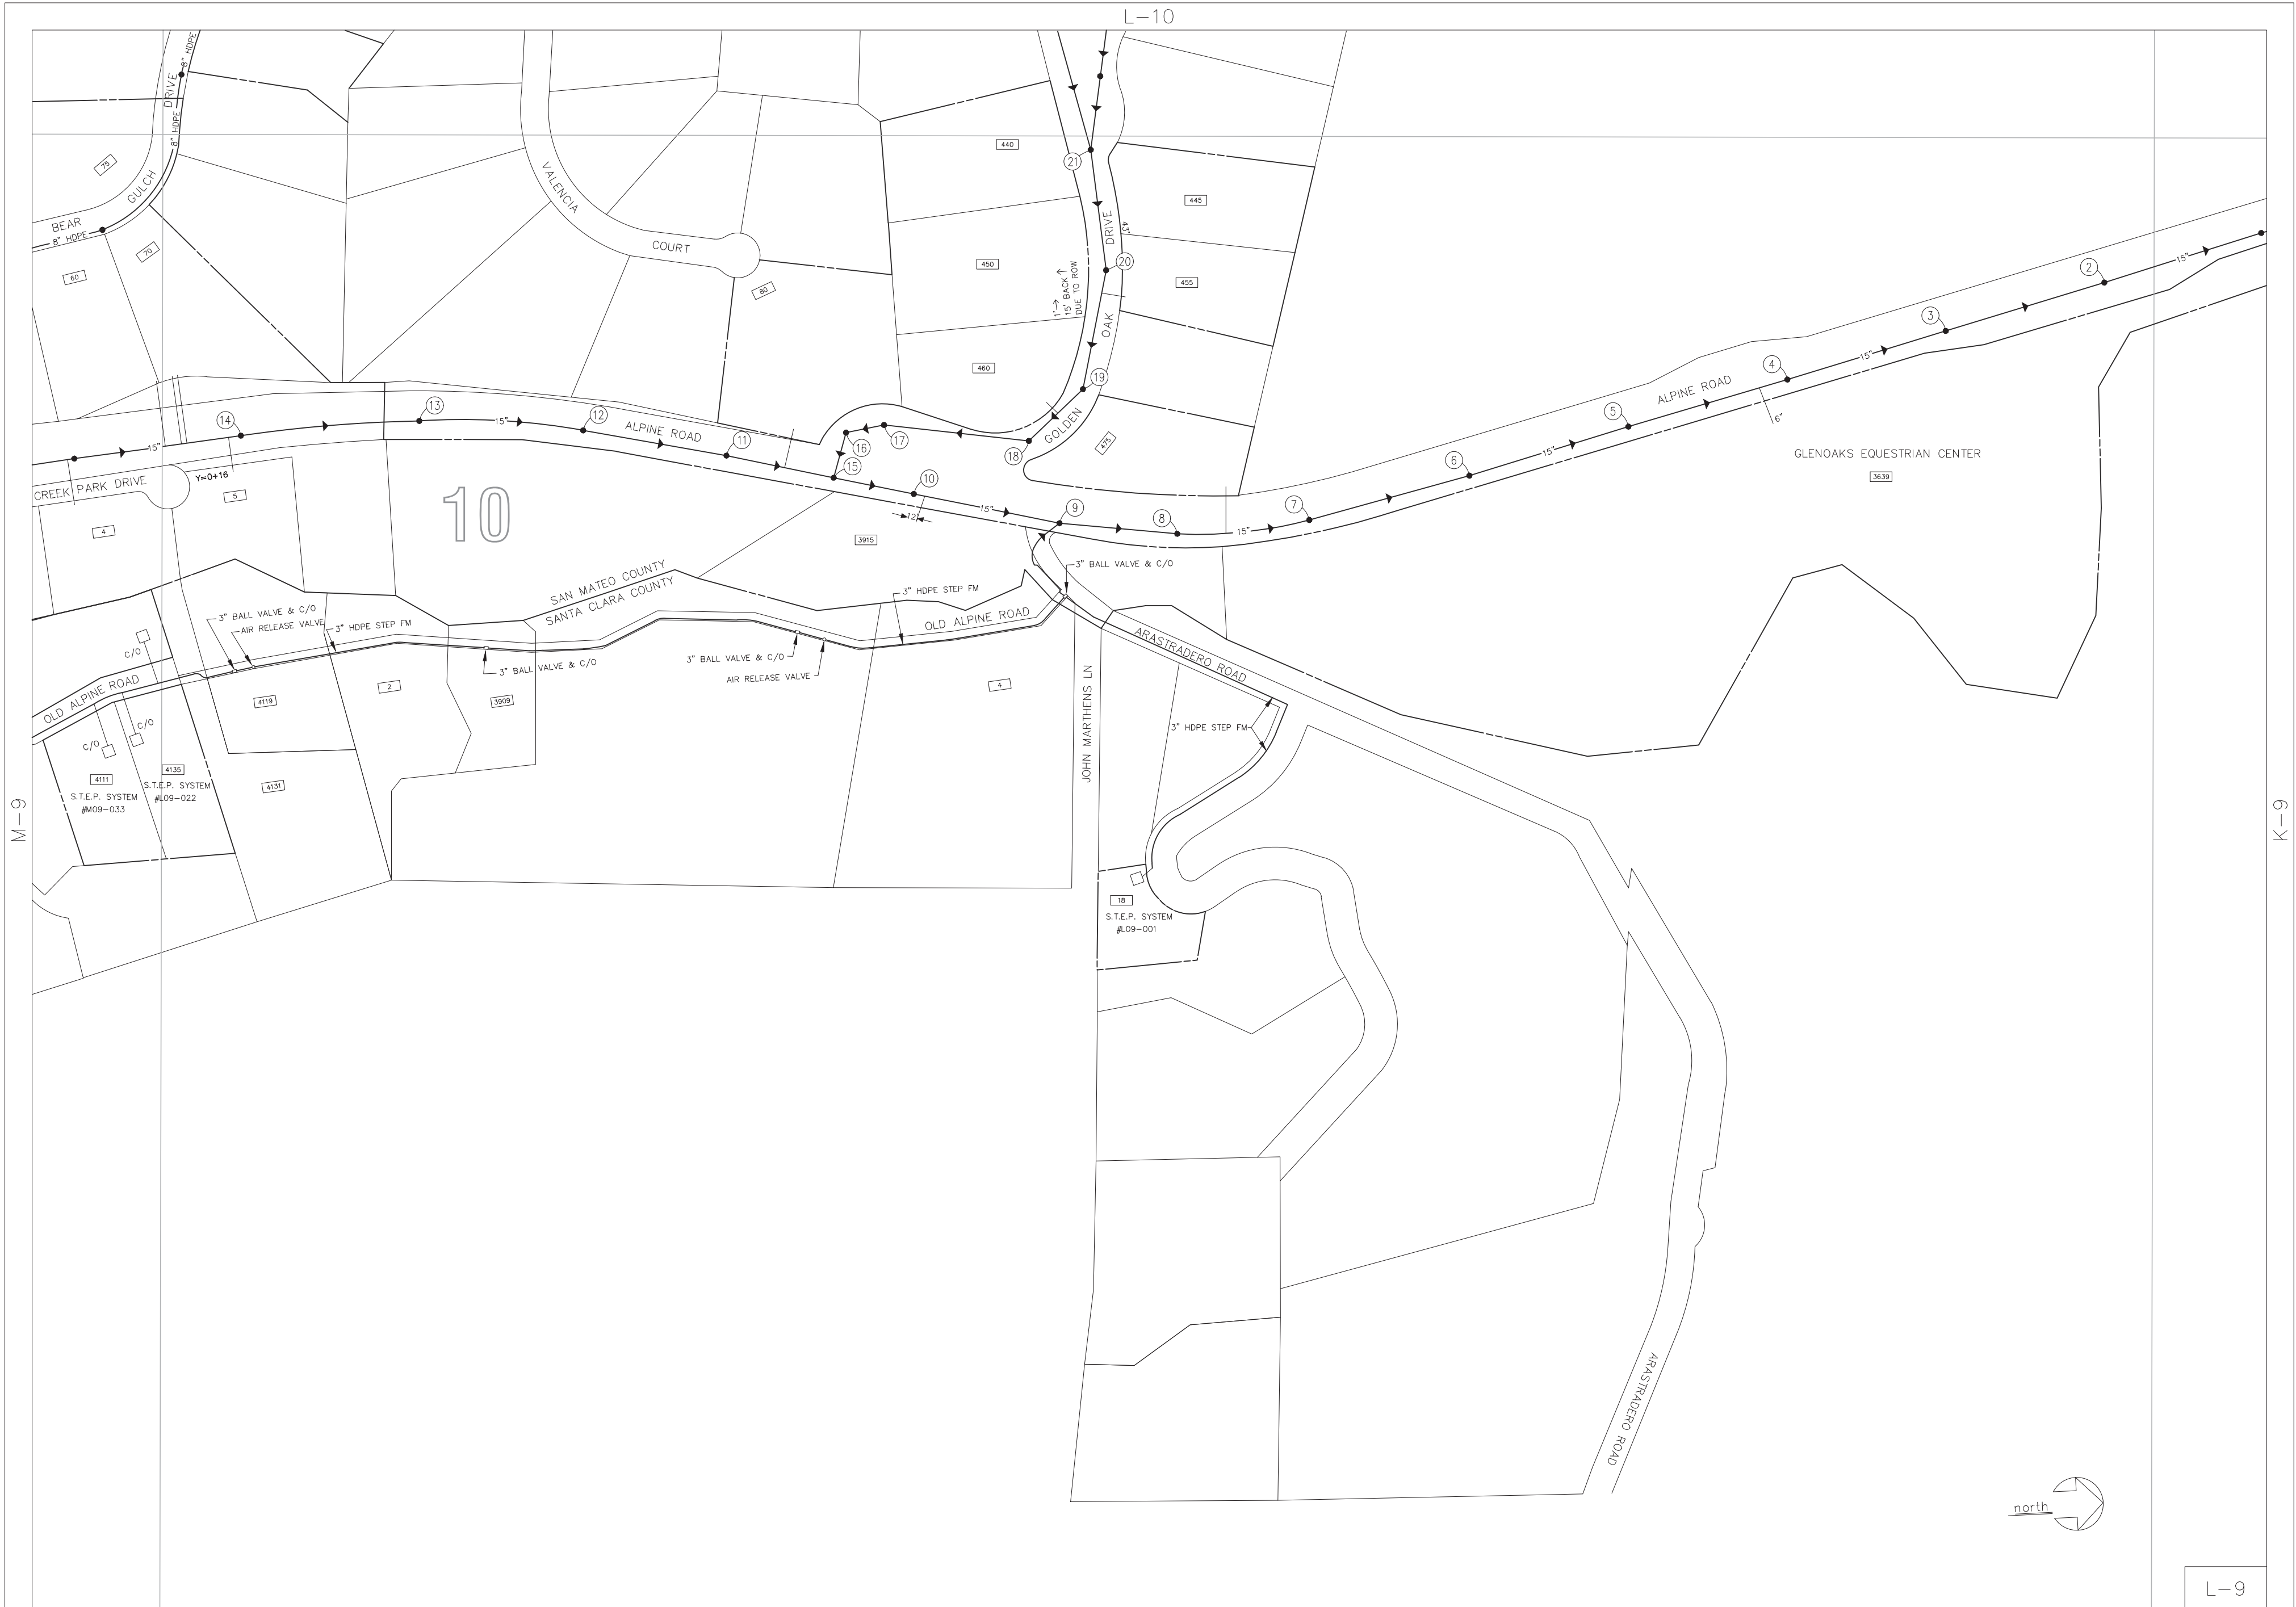 L-10
8" HDPE
DRIVE
8" HDPE
75
GULCH
BEAR
8" HDPE
70
60
VALENCIA
COURT
80
440
21
445
DRIVE
43'
450
20
455
1'→
15' BACK ↑
DUE TO ROW
OAK
460
19
GOLDEN
475
18
17
16
15
14
13
12
11
15"
15"
ALPINE ROAD
10
15"
12'
9
8
15"
7
6
15"
5
ALPINE ROAD
4
15"
3
2
15"
6"
GLENOAKS EQUESTRIAN CENTER
3639
CREEK PARK DRIVE
Y=0+16
5
4
10
3915
SAN MATEO COUNTY
SANTA CLARA COUNTY
3" BALL VALVE & C/O
3" HDPE STEP FM
OLD ALPINE ROAD
3" BALL VALVE & C/O
AIR RELEASE VALVE
3" HDPE STEP FM
C/O
3" BALL VALVE & C/O
3" BALL VALVE & C/O
AIR RELEASE VALVE
ARASTRADERO ROAD
JOHN MARTHENS LN
3" HDPE STEP FM
OLD ALPINE ROAD
4119
2
3909
4
C/O
C/O
4111
S.T.E.P. SYSTEM
#M09-033
4135
S.T.E.P. SYSTEM
#L09-022
4131
M-9
K-9
18
S.T.E.P. SYSTEM
#L09-001
ARASTRADERO ROAD
north
L-9